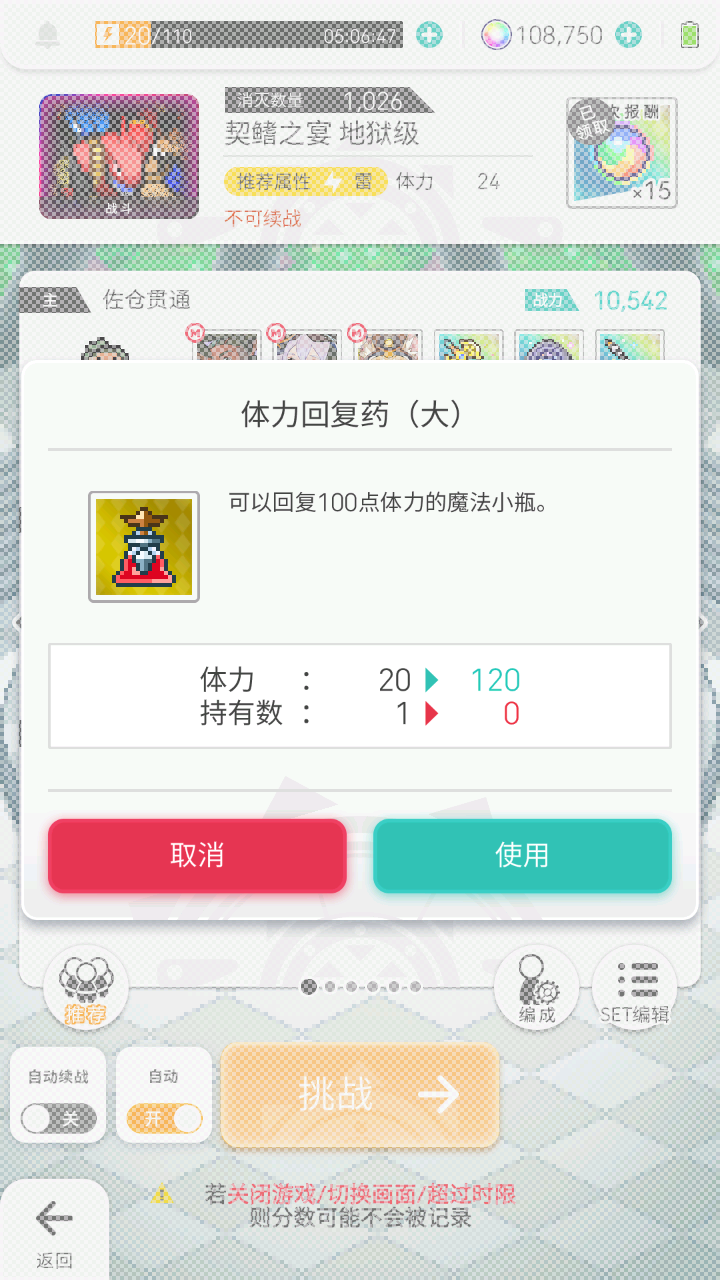 20/110
05:06:47
108,750
消灭数量 1,026
契鳍之宴 地狱级
推荐属性 雷 体力 24
不可续战
战斗
已领取
次报酬
×15
主 佐仓贯通
战力 10,542
体力回复药（大）
可以回复100点体力的魔法小瓶。
体力 ： 20 120
持有数 ： 1 0
取消
使用
推荐
编成
SET编辑
自动续战
关
自动
开
挑战
若关闭游戏/切换画面/超过时限
则分数可能不会被记录
返回